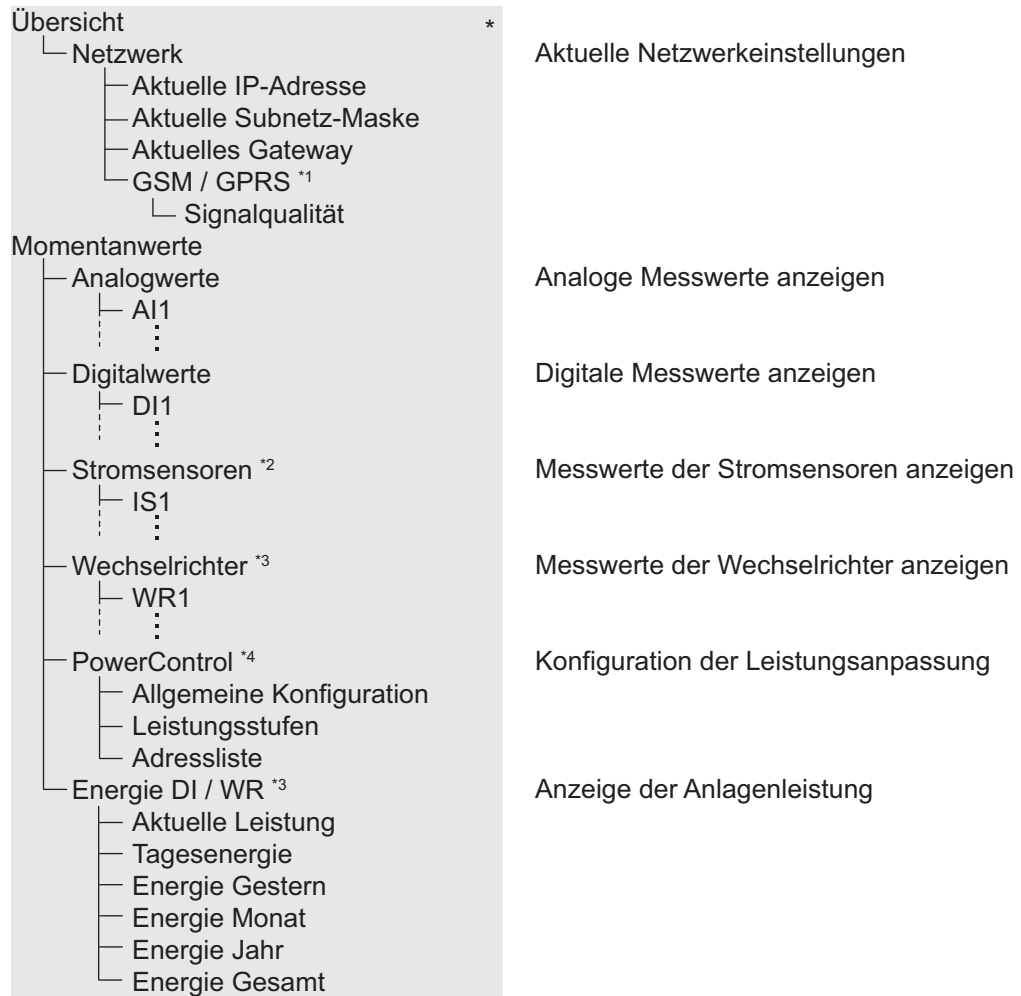 Übersicht *
Netzwerk Aktuelle Netzwerkeinstellungen
Aktuelle IP-Adresse
Aktuelle Subnetz-Maske
Aktuelles Gateway
GSM / GPRS *1
Signalqualität
Momentanwerte
Analogwerte Analoge Messwerte anzeigen
AI1
Digitalwerte Digitale Messwerte anzeigen
DI1
Stromsensoren *2 Messwerte der Stromsensoren anzeigen
IS1
Wechselrichter *3 Messwerte der Wechselrichter anzeigen
WR1
PowerControl *4 Konfiguration der Leistungsanpassung
Allgemeine Konfiguration
Leistungsstufen
Adressliste
Energie DI / WR *3 Anzeige der Anlagenleistung
Aktuelle Leistung
Tagesenergie
Energie Gestern
Energie Monat
Energie Jahr
Energie Gesamt